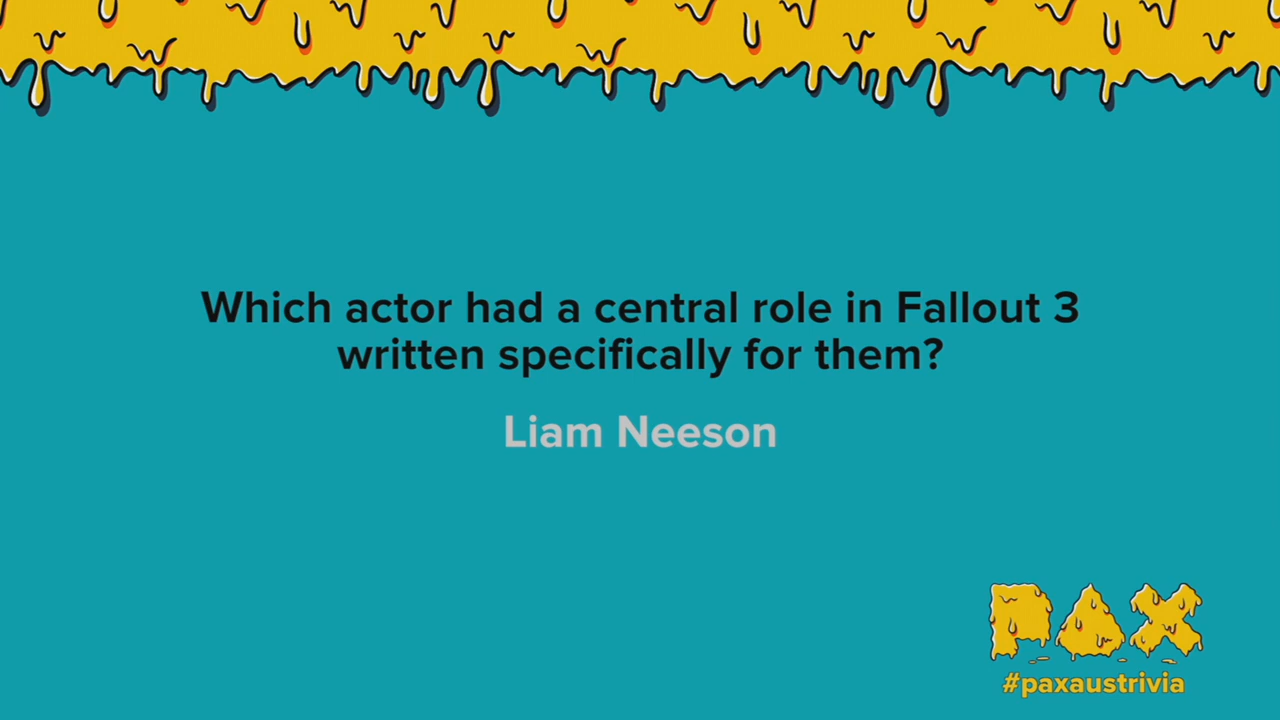 Which actor had a central role in Fallout 3
written specifically for them?
Liam Neeson
PAX
#paxaustrivia